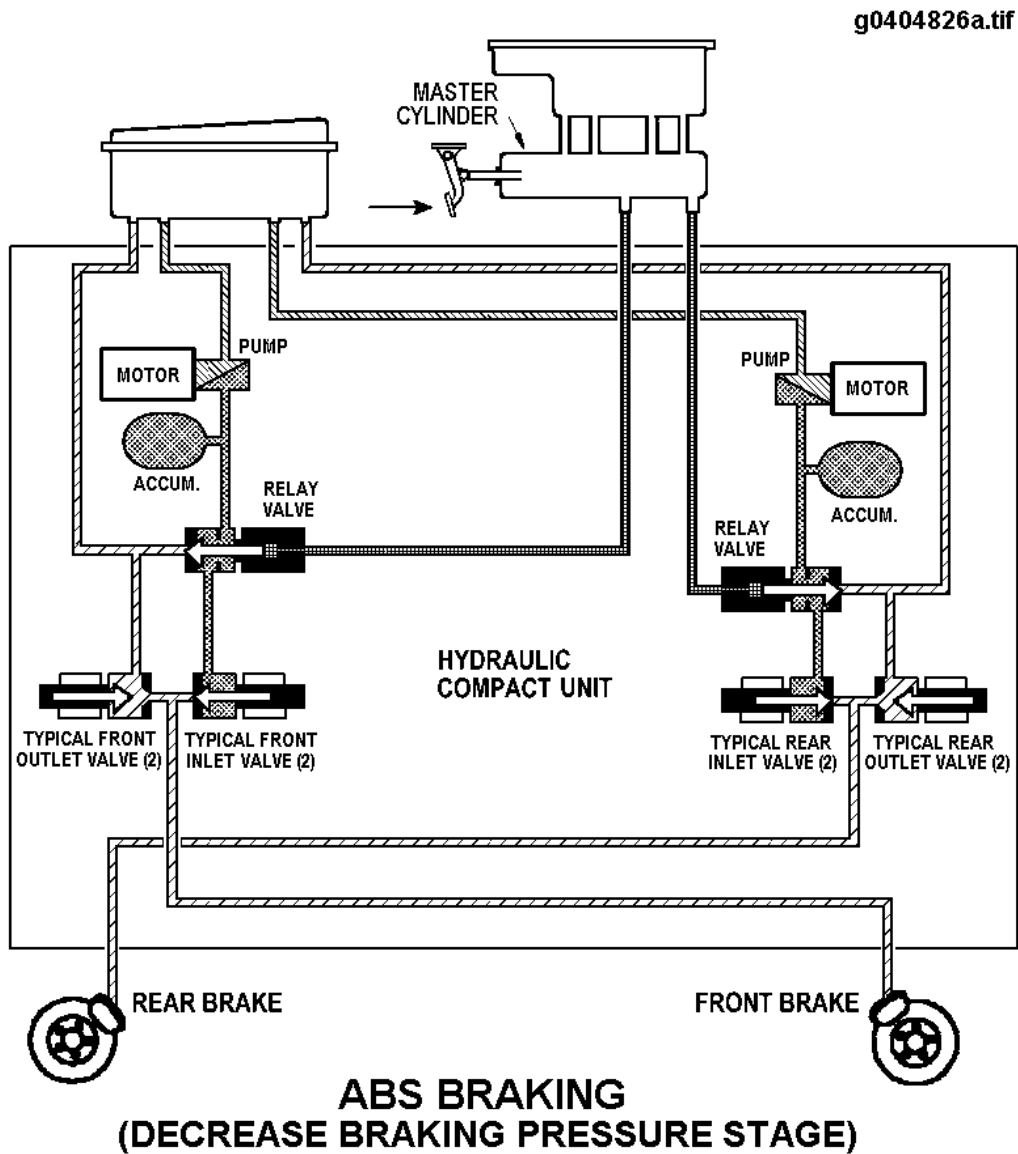 g0404826a.tif
MASTER
CYLINDER
PUMP
MOTOR
ACCUM.
RELAY
VALVE
PUMP
MOTOR
ACCUM.
RELAY
VALVE
HYDRAULIC
COMPACT UNIT
TYPICAL FRONT
OUTLET VALVE (2)
TYPICAL FRONT
INLET VALVE (2)
TYPICAL REAR
INLET VALVE (2)
TYPICAL REAR
OUTLET VALVE (2)
REAR BRAKE
FRONT BRAKE
ABS BRAKING
(DECREASE BRAKING PRESSURE STAGE)